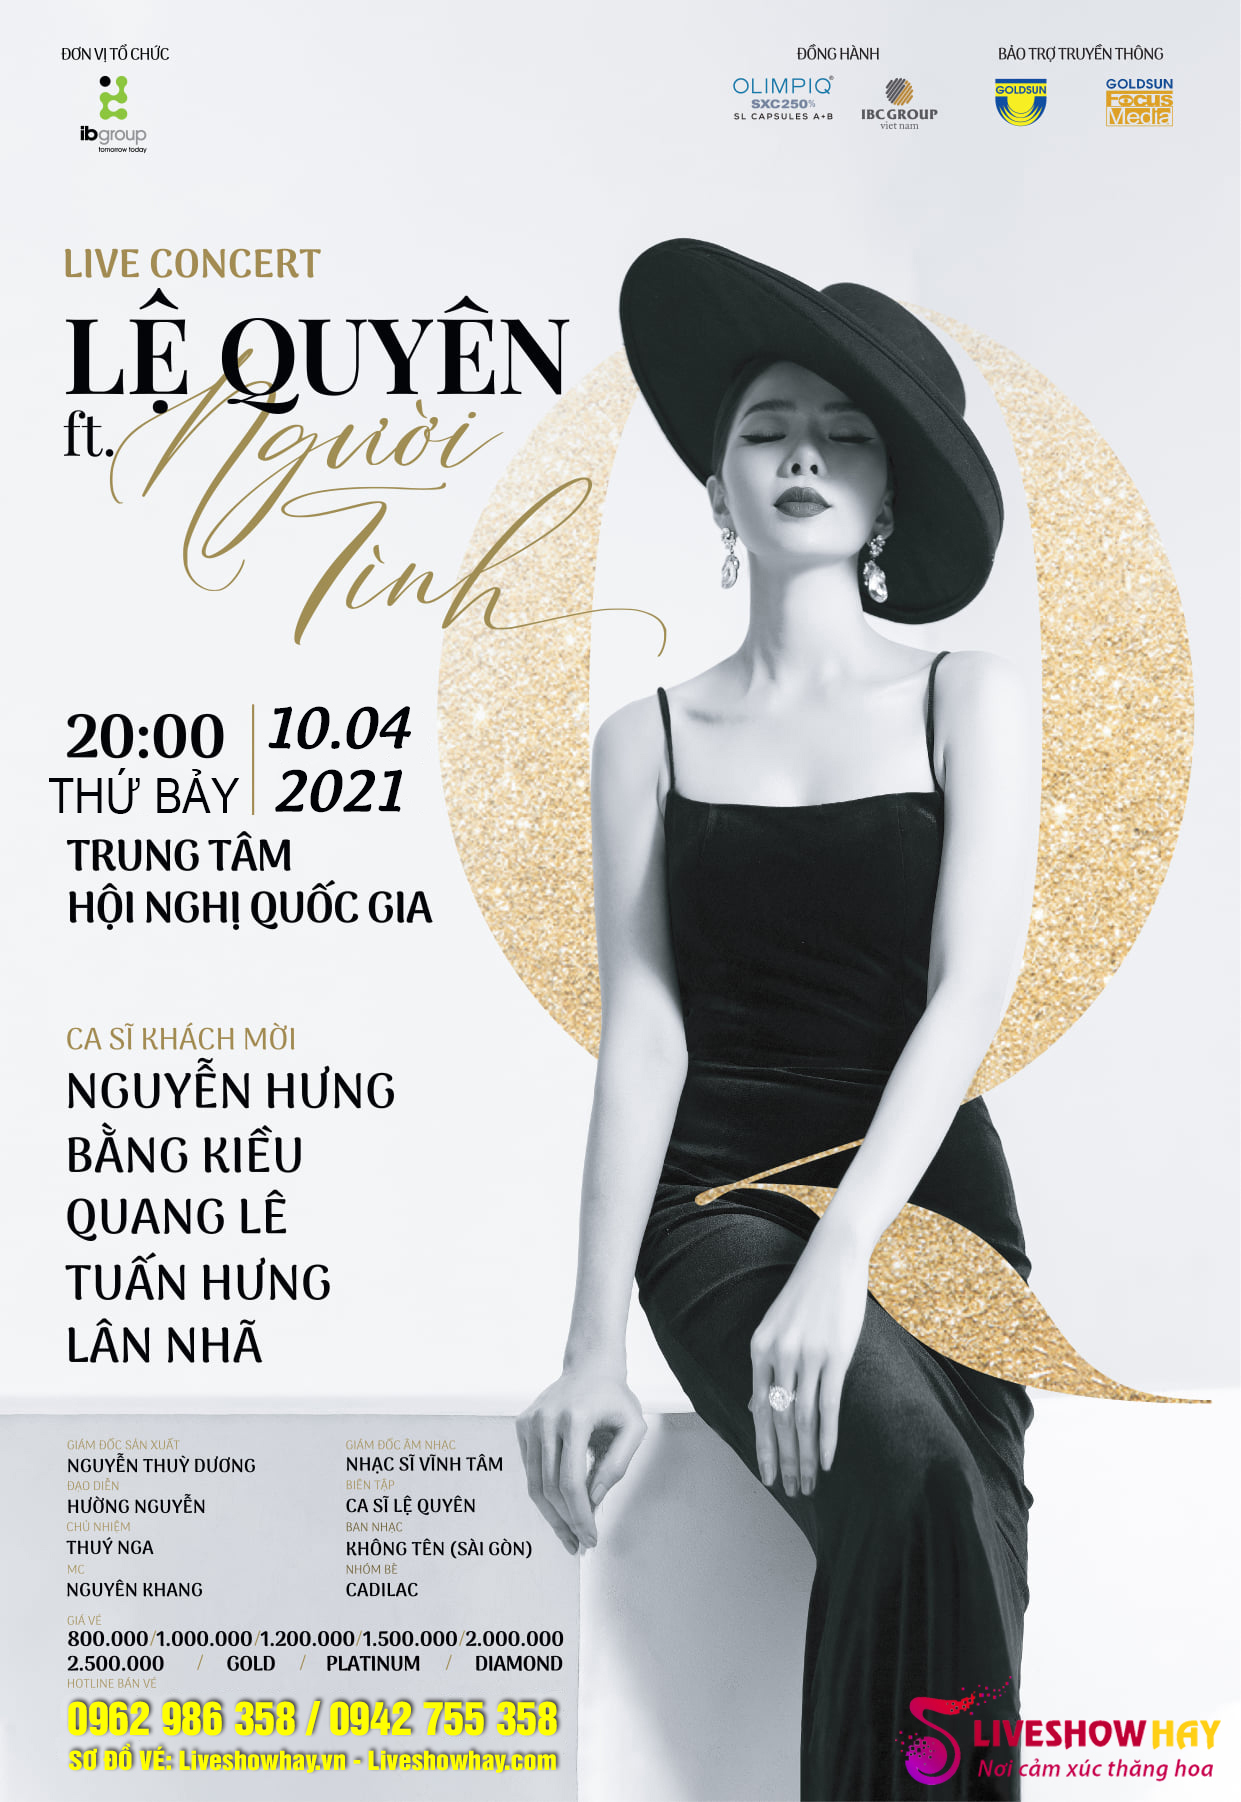 ĐƠN VỊ TỔ CHỨC
ibgroup
tomorrow today
ĐỒNG HÀNH
OLIMPIQ®
SXC250%
SL CAPSULES A+B
IBC GROUP
viet nam
BẢO TRỢ TRUYỀN THÔNG
GOLDSUN
GOLDSUN
Focus
Media
LIVE CONCERT
LỆ QUYÊN
ft. Người
Tình
20:00
THỨ BẢY
10.04
2021
TRUNG TÂM
HỘI NGHỊ QUỐC GIA
CA SĨ KHÁCH MỜI
NGUYỄN HƯNG
BẰNG KIỀU
QUANG LÊ
TUẤN HƯNG
LÂN NHÃ
GIÁM ĐỐC SẢN XUẤT
NGUYỄN THUỲ DƯƠNG
ĐẠO DIỄN
HƯỜNG NGUYỄN
CHỦ NHIỆM
THUÝ NGA
MC
NGUYÊN KHANG
GIÁM ĐỐC ÂM NHẠC
NHẠC SĨ VĨNH TÂM
BIÊN TẬP
CA SĨ LỆ QUYÊN
BAN NHẠC
KHÔNG TÊN (SÀI GÒN)
NHÓM BÈ
CADILAC
GIÁ VÉ
800.000/1.000.000/1.200.000/1.500.000/2.000.000
2.500.000 / GOLD / PLATINUM / DIAMOND
HOTLINE BÁN VÉ
0962 986 358 / 0942 755 358
SƠ ĐỒ VÉ: Liveshowhay.vn - Liveshowhay.com
LIVESHOW HAY
Nơi cảm xúc thăng hoa